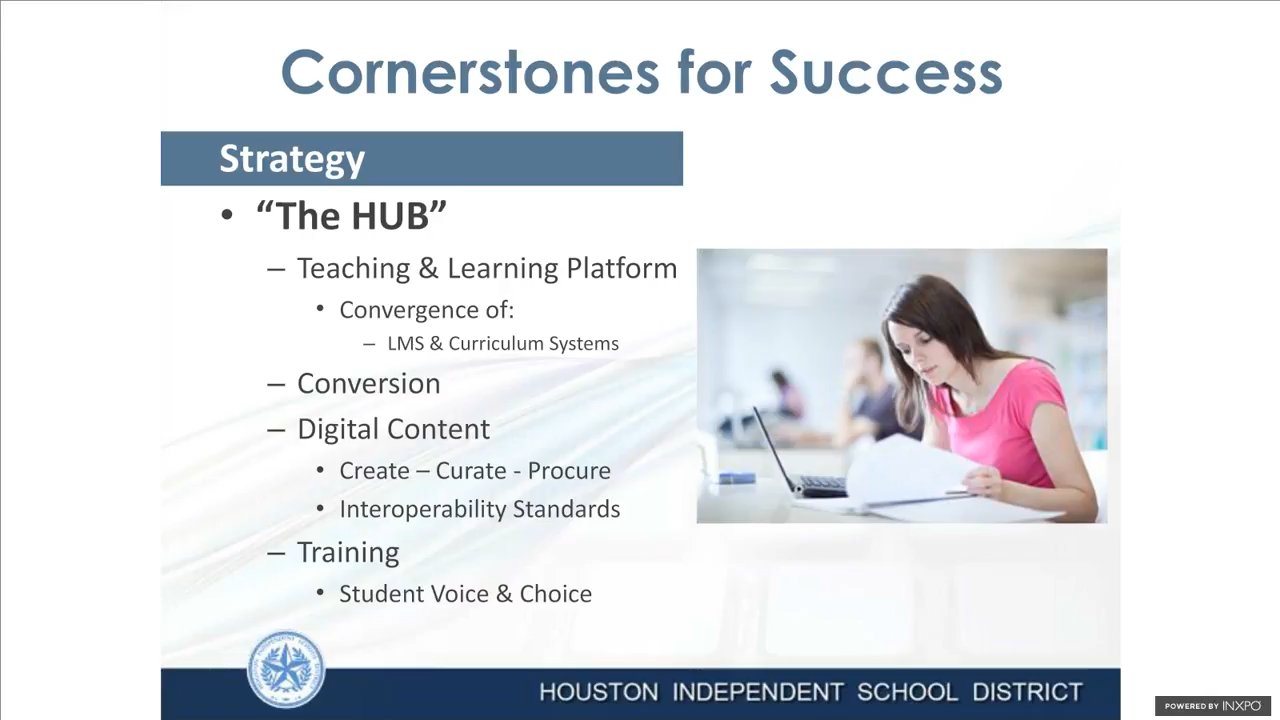 Cornerstones for Success
Strategy
• “The HUB”
– Teaching & Learning Platform
• Convergence of:
– LMS & Curriculum Systems
– Conversion
– Digital Content
• Create – Curate - Procure
• Interoperability Standards
– Training
• Student Voice & Choice
HOUSTON INDEPENDENT SCHOOL DISTRICT
POWERED BY INXPO